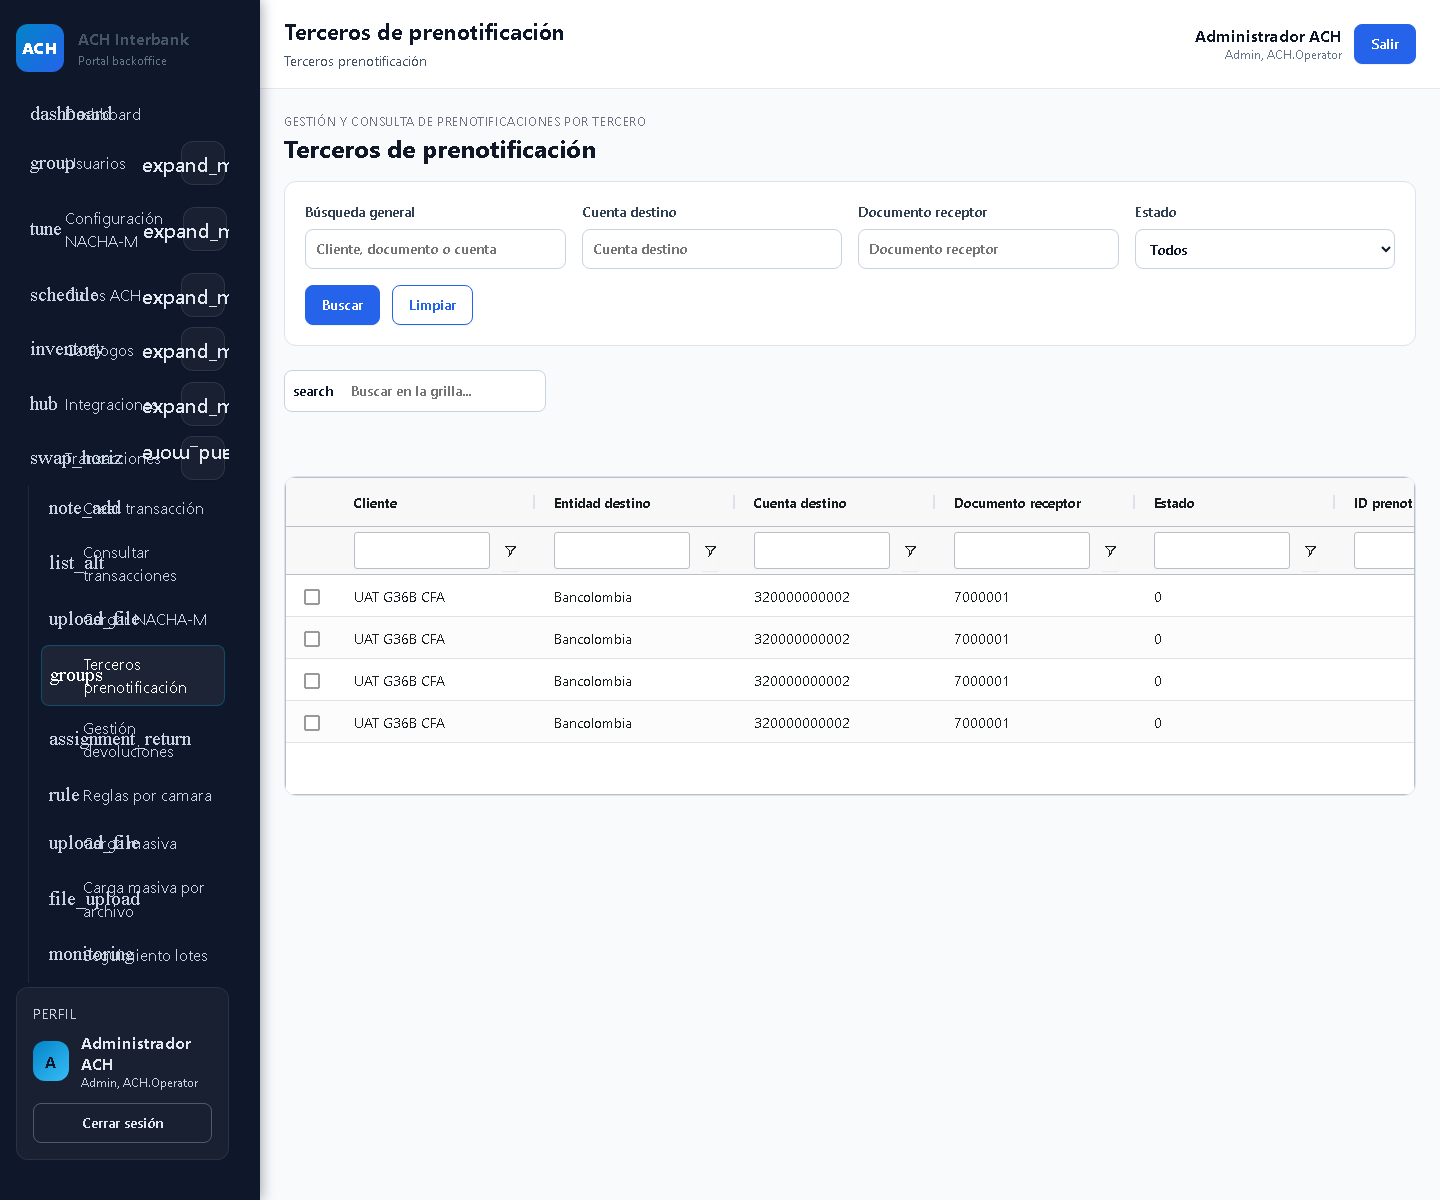 ACH
ACH Interbank
Portal backoffice
dashboard Dashboard
group Usuarios expand_m
tune Configuración NACHA-M expand_m
schedule Ciclos ACH expand_m
inventory Catálogos expand_m
hub Integraciones expand_m
swap_horiz Transacciones and_more
note_add Crear transacción
list_alt Consultar transacciones
upload_file Cargar NACHA-M
groups Terceros prenotificación
assignment_return Gestión devoluciones
rule Reglas por camara
upload_file Carga masiva
file_upload Carga masiva por archivo
monitoring Seguimiento lotes
PERFIL
A
Administrador ACH
Admin, ACH.Operator
Cerrar sesión
Terceros de prenotificación
Terceros prenotificación
Administrador ACH
Admin, ACH.Operator
Salir
GESTIÓN Y CONSULTA DE PRENOTIFICACIONES POR TERCERO
Terceros de prenotificación
Búsqueda general Cuenta destino Documento receptor Estado
Cliente, documento o cuenta Cuenta destino Documento receptor Todos
Buscar Limpiar
search Buscar en la grilla...
Cliente Entidad destino Cuenta destino Documento receptor Estado ID prenot
UAT G36B CFA Bancolombia 320000000002 7000001 0
UAT G36B CFA Bancolombia 320000000002 7000001 0
UAT G36B CFA Bancolombia 320000000002 7000001 0
UAT G36B CFA Bancolombia 320000000002 7000001 0